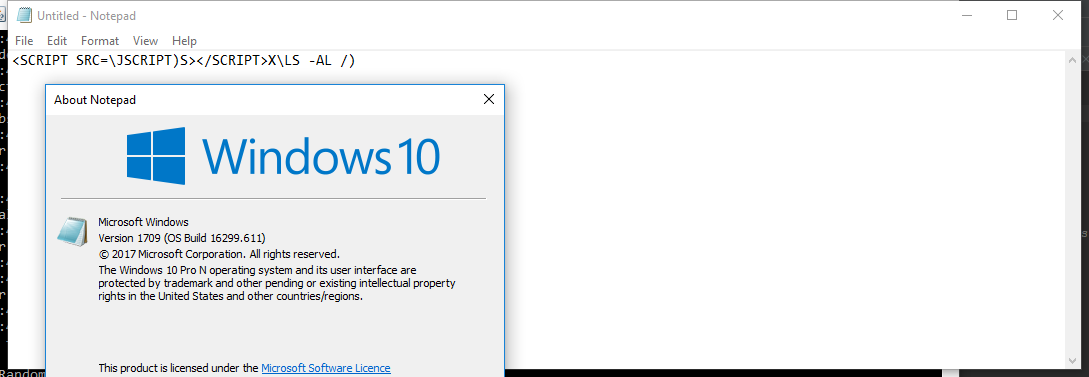 Untitled - Notepad
File Edit Format View Help
<SCRIPT SRC=\JSCRIPT)S></SCRIPT>X\LS -AL /)
About Notepad
Windows 10
Microsoft Windows
Version 1709 (OS Build 16299.611)
© 2017 Microsoft Corporation. All rights reserved.
The Windows 10 Pro N operating system and its user interface are
protected by trademark and other pending or existing intellectual property
rights in the United States and other countries/regions.
This product is licensed under the Microsoft Software Licence
Random